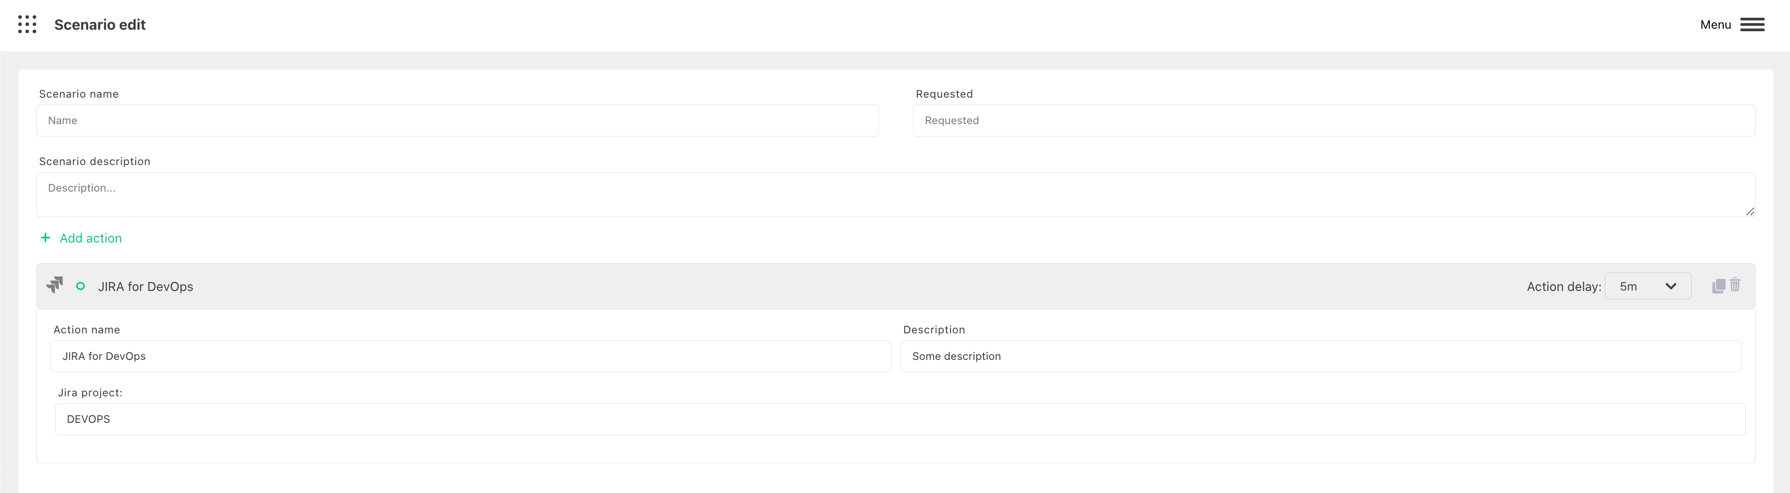 Scenario edit
Menu
Scenario name
Requested
Name
Requested
Scenario description
Description...
+ Add action
JIRA for DevOps
Action delay: 5m
Action name
Description
JIRA for DevOps
Some description
Jira project:
DEVOPS